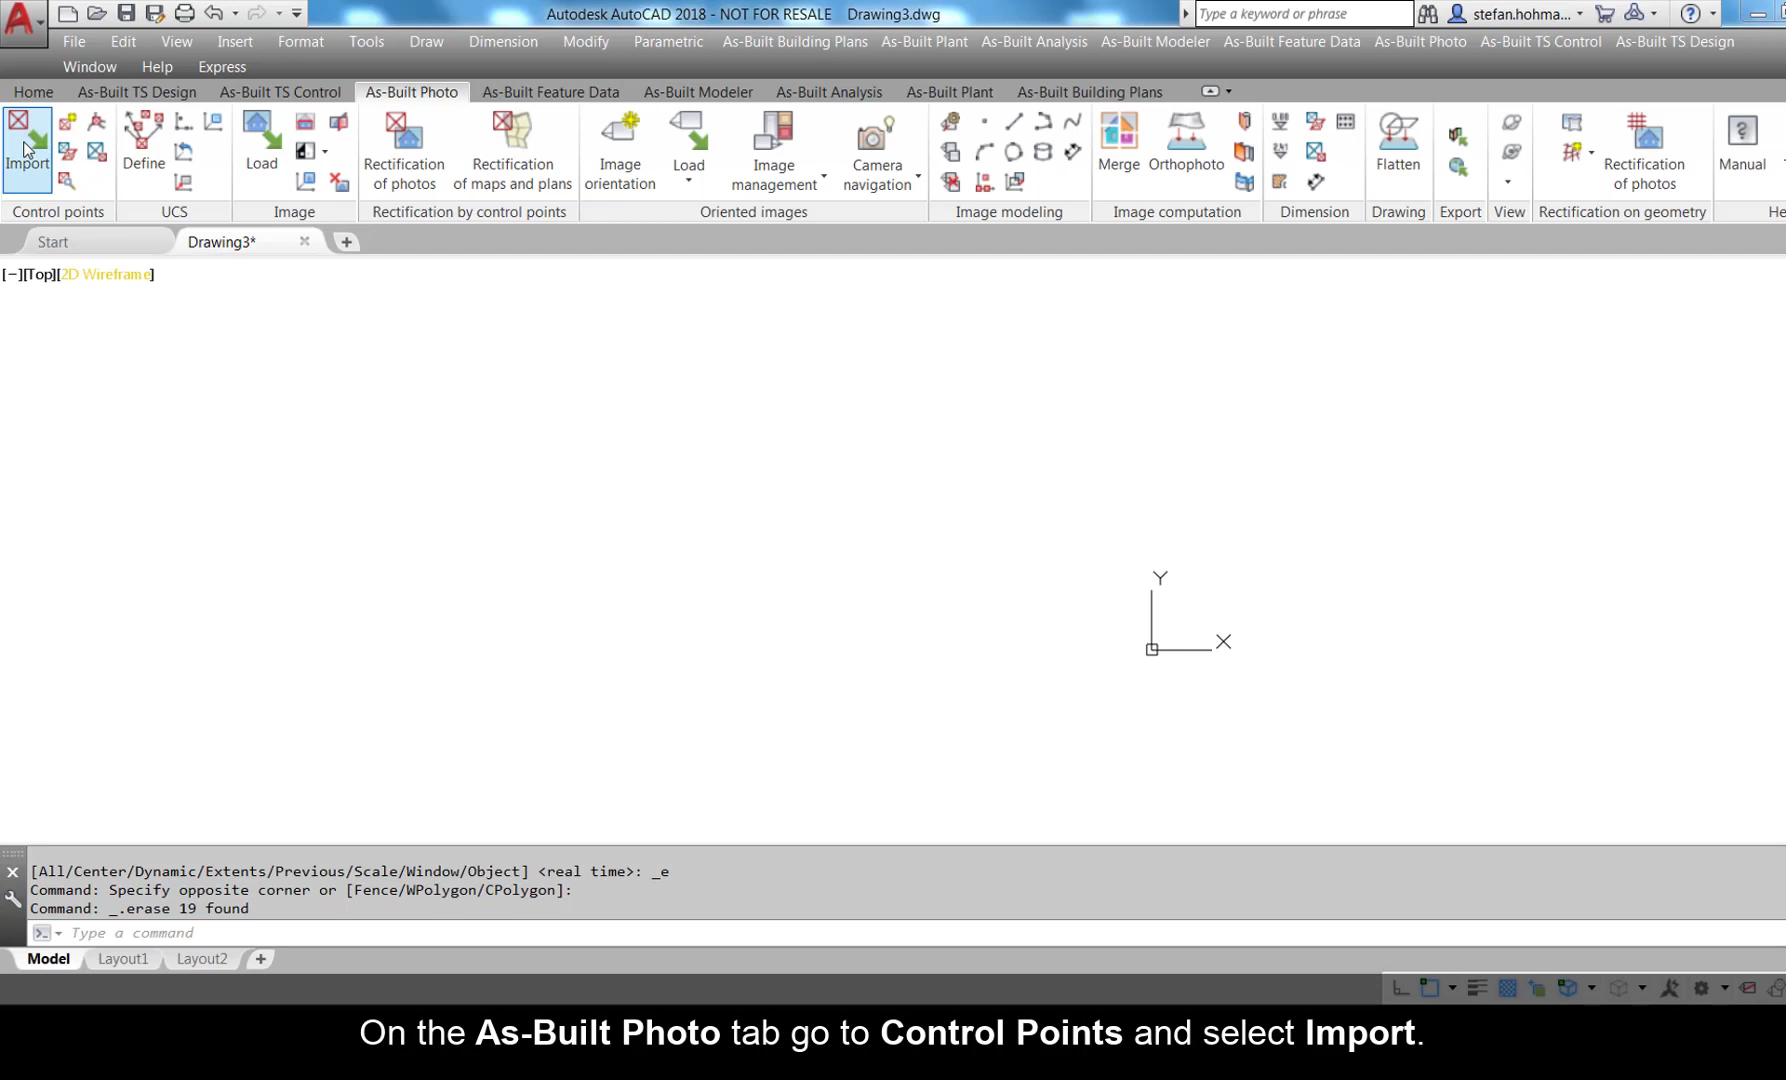 Autodesk AutoCAD 2018 - NOT FOR RESALE Drawing3.dwg
Type a keyword or phrase
stefan.hohma...
File Edit View Insert Format Tools Draw Dimension Modify Parametric As-Built Building Plans As-Built Plant As-Built Analysis As-Built Modeler As-Built Feature Data As-Built Photo As-Built TS Control As-Built TS Design
Window Help Express
Home As-Built TS Design As-Built TS Control As-Built Photo As-Built Feature Data As-Built Modeler As-Built Analysis As-Built Plant As-Built Building Plans
Import Define Load Rectification of photos Rectification of maps and plans Image orientation Load Image management Camera navigation Merge Orthophoto Flatten Rectification of photos Manual
Control points UCS Image Rectification by control points Oriented images Image modeling Image computation Dimension Drawing Export View Rectification on geometry He
Start Drawing3*
[−][Top][2D Wireframe]
Y
X
[All/Center/Dynamic/Extents/Previous/Scale/Window/Object] <real time>: _e
Command: Specify opposite corner or [Fence/WPolygon/CPolygon]:
Command: _.erase 19 found
Type a command
Model Layout1 Layout2
On the As-Built Photo tab go to Control Points and select Import.